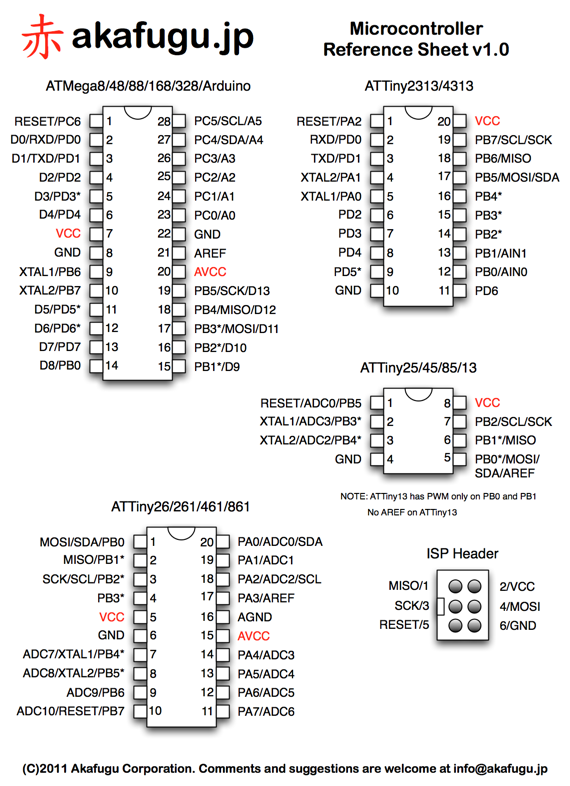 赤 akafugu.jp
Microcontroller
Reference Sheet v1.0
ATMega8/48/88/168/328/Arduino
RESET/PC6 1 28 PC5/SCL/A5
D0/RXD/PD0 2 27 PC4/SDA/A4
D1/TXD/PD1 3 26 PC3/A3
D2/PD2 4 25 PC2/A2
D3/PD3* 5 24 PC1/A1
D4/PD4 6 23 PC0/A0
VCC 7 22 GND
GND 8 21 AREF
XTAL1/PB6 9 20 AVCC
XTAL2/PB7 10 19 PB5/SCK/D13
D5/PD5* 11 18 PB4/MISO/D12
D6/PD6* 12 17 PB3*/MOSI/D11
D7/PD7 13 16 PB2*/D10
D8/PB0 14 15 PB1*/D9
ATTiny2313/4313
RESET/PA2 1 20 VCC
RXD/PD0 2 19 PB7/SCL/SCK
TXD/PD1 3 18 PB6/MISO
XTAL2/PA1 4 17 PB5/MOSI/SDA
XTAL1/PA0 5 16 PB4*
PD2 6 15 PB3*
PD3 7 14 PB2*
PD4 8 13 PB1/AIN1
PD5* 9 12 PB0/AIN0
GND 10 11 PD6
ATTiny25/45/85/13
RESET/ADC0/PB5 1 8 VCC
XTAL1/ADC3/PB3* 2 7 PB2/SCL/SCK
XTAL2/ADC2/PB4* 3 6 PB1*/MISO
GND 4 5 PB0*/MOSI/
SDA/AREF
NOTE: ATTiny13 has PWM only on PB0 and PB1
No AREF on ATTiny13
ATTiny26/261/461/861
MOSI/SDA/PB0 1 20 PA0/ADC0/SDA
MISO/PB1* 2 19 PA1/ADC1
SCK/SCL/PB2* 3 18 PA2/ADC2/SCL
PB3* 4 17 PA3/AREF
VCC 5 16 AGND
GND 6 15 AVCC
ADC7/XTAL1/PB4* 7 14 PA4/ADC3
ADC8/XTAL2/PB5* 8 13 PA5/ADC4
ADC9/PB6 9 12 PA6/ADC5
ADC10/RESET/PB7 10 11 PA7/ADC6
ISP Header
MISO/1 2/VCC
SCK/3 4/MOSI
RESET/5 6/GND
(C)2011 Akafugu Corporation. Comments and suggestions are welcome at info@akafugu.jp